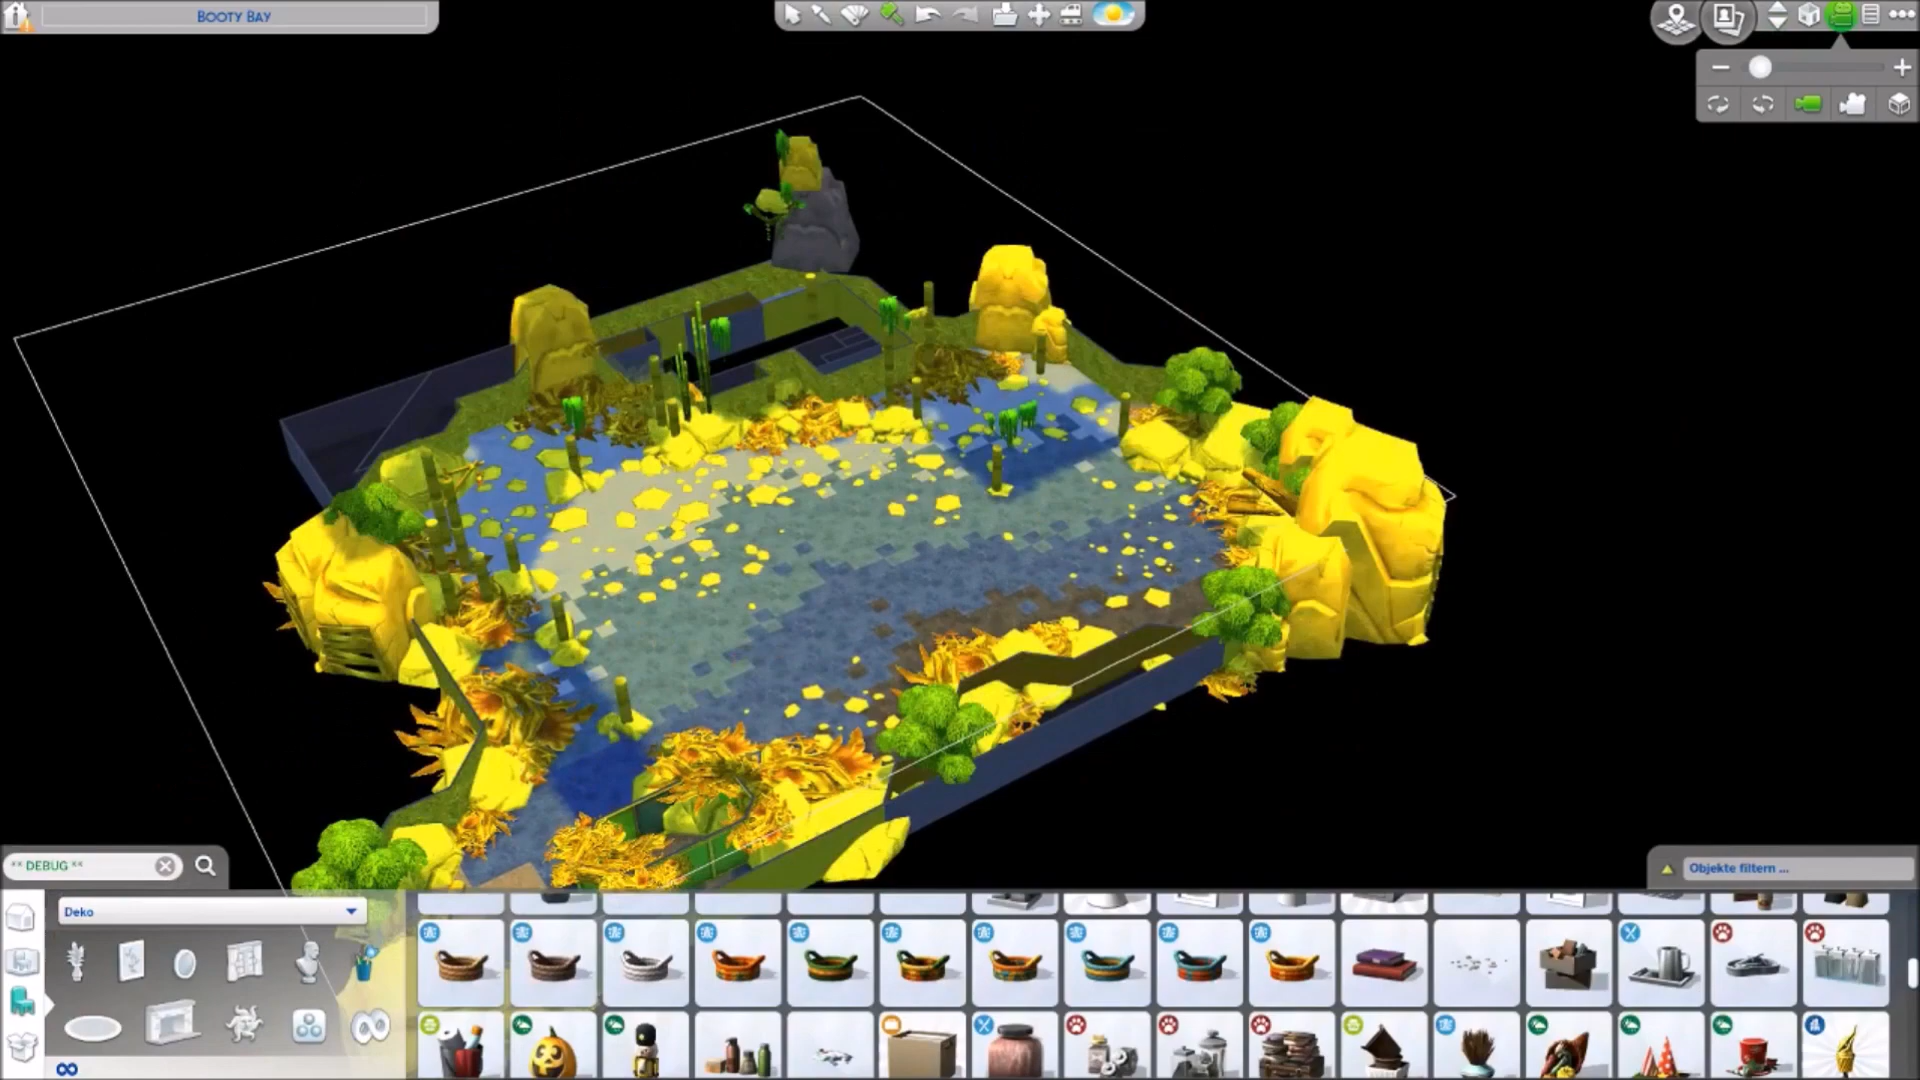 BOOTY BAY
** DEBUG **
Objekte filtern ...
Deko